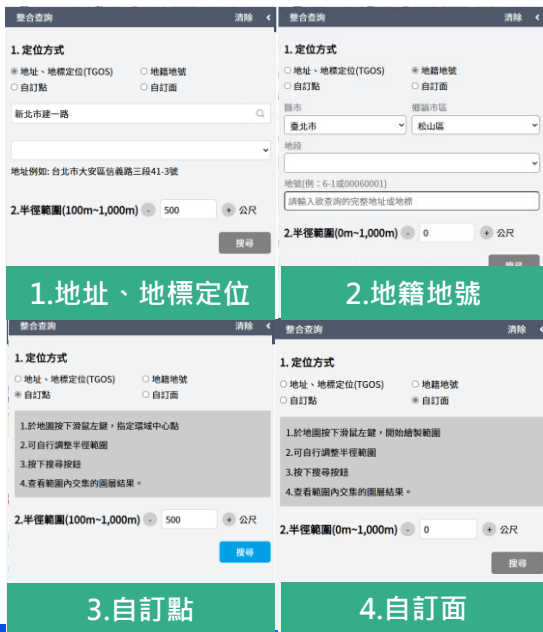 整合查詢 清除
1. 定位方式
地址、地標定位(TGOS) 地籍地號
自訂點 自訂面
新北市建一路
地址例如: 台北市大安區信義路三段41-3號
2.半徑範圍(100m~1,000m) - 500 + 公尺
搜尋
1.地址、地標定位
整合查詢 清除
1. 定位方式
地址、地標定位(TGOS) 地籍地號
自訂點 自訂面
縣市 鄉鎮市區
臺北市 松山區
地段
地號(例：6-1或00060001)
請輸入欲查詢的完整地址或地標
2.半徑範圍(0m~1,000m) - 0 + 公尺
搜尋
2.地籍地號
整合查詢 清除
1. 定位方式
地址、地標定位(TGOS) 地籍地號
自訂點 自訂面
1.於地圖按下滑鼠左鍵，指定環域中心點
2.可自行調整半徑範圍
3.按下搜尋按鈕
4.查看範圍內交集的圖層結果。
2.半徑範圍(100m~1,000m) - 500 + 公尺
搜尋
3.自訂點
整合查詢 清除
1. 定位方式
地址、地標定位(TGOS) 地籍地號
自訂點 自訂面
1.於地圖按下滑鼠左鍵，開始繪製範圍
2.可自行調整半徑範圍
3.按下搜尋按鈕
4.查看範圍內交集的圖層結果。
2.半徑範圍(0m~1,000m) - 0 + 公尺
搜尋
4.自訂面